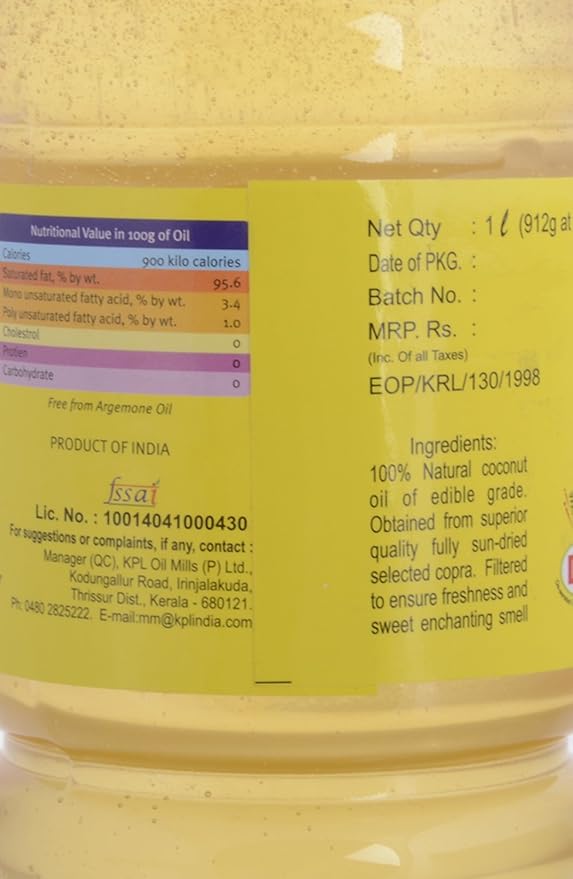 Nutritional Value in 100g of Oil
Calories 900 kilo calories
Saturated fat, % by wt. 95.6
Mono unsaturated fatty acid, % by wt. 3.4
Poly unsaturated fatty acid, % by wt. 1.0
Cholestrol 0
Protien 0
Carbohydrate 0
Free from Argemone Oil
PRODUCT OF INDIA
fssai
Lic. No. : 10014041000430
For suggestions or complaints, if any, contact :
Manager (QC), KPL Oil Mills (P) Ltd.,
Kodungallur Road, Irinjalakuda,
Thrissur Dist., Kerala - 680121.
Ph: 0480 2825222. E-mail:mm@kplindia.com
Net Qty : 1 ℓ (912g at
Date of PKG. :
Batch No. :
MRP. Rs. :
(Inc. Of all Taxes)
EOP/KRL/130/1998
Ingredients:
100% Natural coconut
oil of edible grade.
Obtained from superior
quality fully sun-dried
selected copra. Filtered
to ensure freshness and
sweet enchanting smell